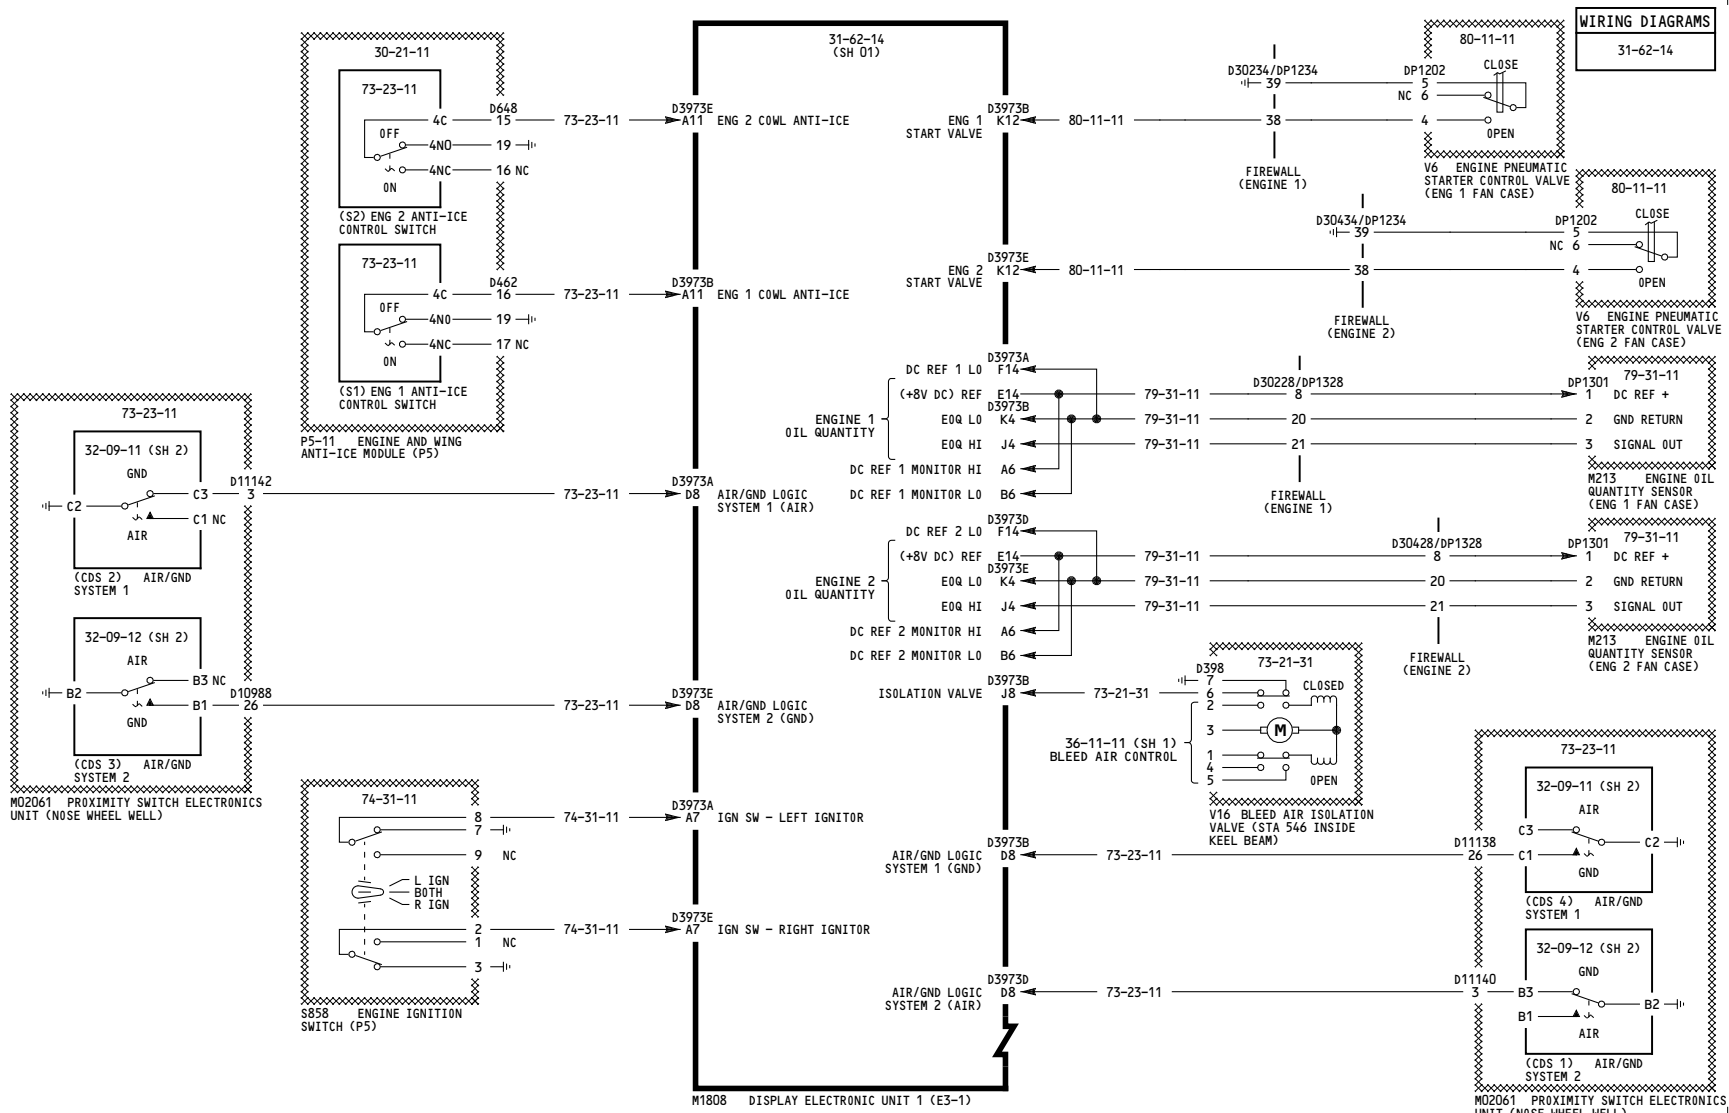 WIRING DIAGRAMS
31-62-14
30-21-11
73-23-11
4C
D648
15
73-23-11
D3973E
A11 ENG 2 COWL ANTI-ICE
OFF
4NO
19
4NC
16 NC
ON
(S2) ENG 2 ANTI-ICE
CONTROL SWITCH
73-23-11
4C
D462
16
73-23-11
D3973B
A11 ENG 1 COWL ANTI-ICE
OFF
4NO
19
4NC
17 NC
ON
(S1) ENG 1 ANTI-ICE
CONTROL SWITCH
P5-11 ENGINE AND WING
ANTI-ICE MODULE (P5)
73-23-11
32-09-11 (SH 2)
GND
C2
C3
D11142
3
73-23-11
D3973A
D8 AIR/GND LOGIC
SYSTEM 1 (AIR)
C1 NC
AIR
(CDS 2) AIR/GND
SYSTEM 1
32-09-12 (SH 2)
AIR
B3 NC
B2
B1
D10988
26
73-23-11
D3973E
D8 AIR/GND LOGIC
SYSTEM 2 (GND)
GND
(CDS 3) AIR/GND
SYSTEM 2
M02061 PROXIMITY SWITCH ELECTRONICS
UNIT (NOSE WHEEL WELL)
74-31-11
8
74-31-11
D3973A
A7 IGN SW - LEFT IGNITOR
7
9 NC
L IGN
BOTH
R IGN
2
74-31-11
D3973E
A7 IGN SW - RIGHT IGNITOR
1 NC
3
S858 ENGINE IGNITION
SWITCH (P5)
31-62-14
(SH 01)
ENG 1
START VALVE
D3973B
K12
80-11-11
38
4
D30234/DP1234
39
DP1202
5
NC 6
80-11-11
CLOSE
OPEN
FIREWALL
(ENGINE 1)
V6 ENGINE PNEUMATIC
STARTER CONTROL VALVE
(ENG 1 FAN CASE)
ENG 2
START VALVE
D3973E
K12
80-11-11
38
4
D30434/DP1234
39
DP1202
5
NC 6
80-11-11
CLOSE
OPEN
FIREWALL
(ENGINE 2)
V6 ENGINE PNEUMATIC
STARTER CONTROL VALVE
(ENG 2 FAN CASE)
D3973A
DC REF 1 LO F14
ENGINE 1
OIL QUANTITY
(+8V DC) REF E14
79-31-11
D30228/DP1328
8
DP1301
1 DC REF +
79-31-11
D3973B
EOQ LO K4
79-31-11
20
2 GND RETURN
EOQ HI J4
79-31-11
21
3 SIGNAL OUT
DC REF 1 MONITOR HI A6
DC REF 1 MONITOR LO B6
FIREWALL
(ENGINE 1)
M213 ENGINE OIL
QUANTITY SENSOR
(ENG 1 FAN CASE)
D3973D
DC REF 2 LO F14
ENGINE 2
OIL QUANTITY
(+8V DC) REF E14
79-31-11
D30428/DP1328
8
DP1301
1 DC REF +
79-31-11
D3973E
EOQ LO K4
79-31-11
20
2 GND RETURN
EOQ HI J4
79-31-11
21
3 SIGNAL OUT
DC REF 2 MONITOR HI A6
DC REF 2 MONITOR LO B6
FIREWALL
(ENGINE 2)
M213 ENGINE OIL
QUANTITY SENSOR
(ENG 2 FAN CASE)
D3973B
ISOLATION VALVE J8
73-21-31
D398
73-21-31
7
6
2
3
1
4
5
CLOSED
M
OPEN
36-11-11 (SH 1)
BLEED AIR CONTROL
V16 BLEED AIR ISOLATION
VALVE (STA 546 INSIDE
KEEL BEAM)
AIR/GND LOGIC
SYSTEM 1 (GND)
D3973B
D8
73-23-11
D11138
26
73-23-11
32-09-11 (SH 2)
AIR
C3
C1
C2
GND
(CDS 4) AIR/GND
SYSTEM 1
AIR/GND LOGIC
SYSTEM 2 (AIR)
D3973D
D8
73-23-11
D11140
3
32-09-12 (SH 2)
GND
B3
B2
B1
AIR
(CDS 1) AIR/GND
SYSTEM 2
M02061 PROXIMITY SWITCH ELECTRONICS
UNIT (NOSE WHEEL WELL)
M1808 DISPLAY ELECTRONIC UNIT 1 (E3-1)